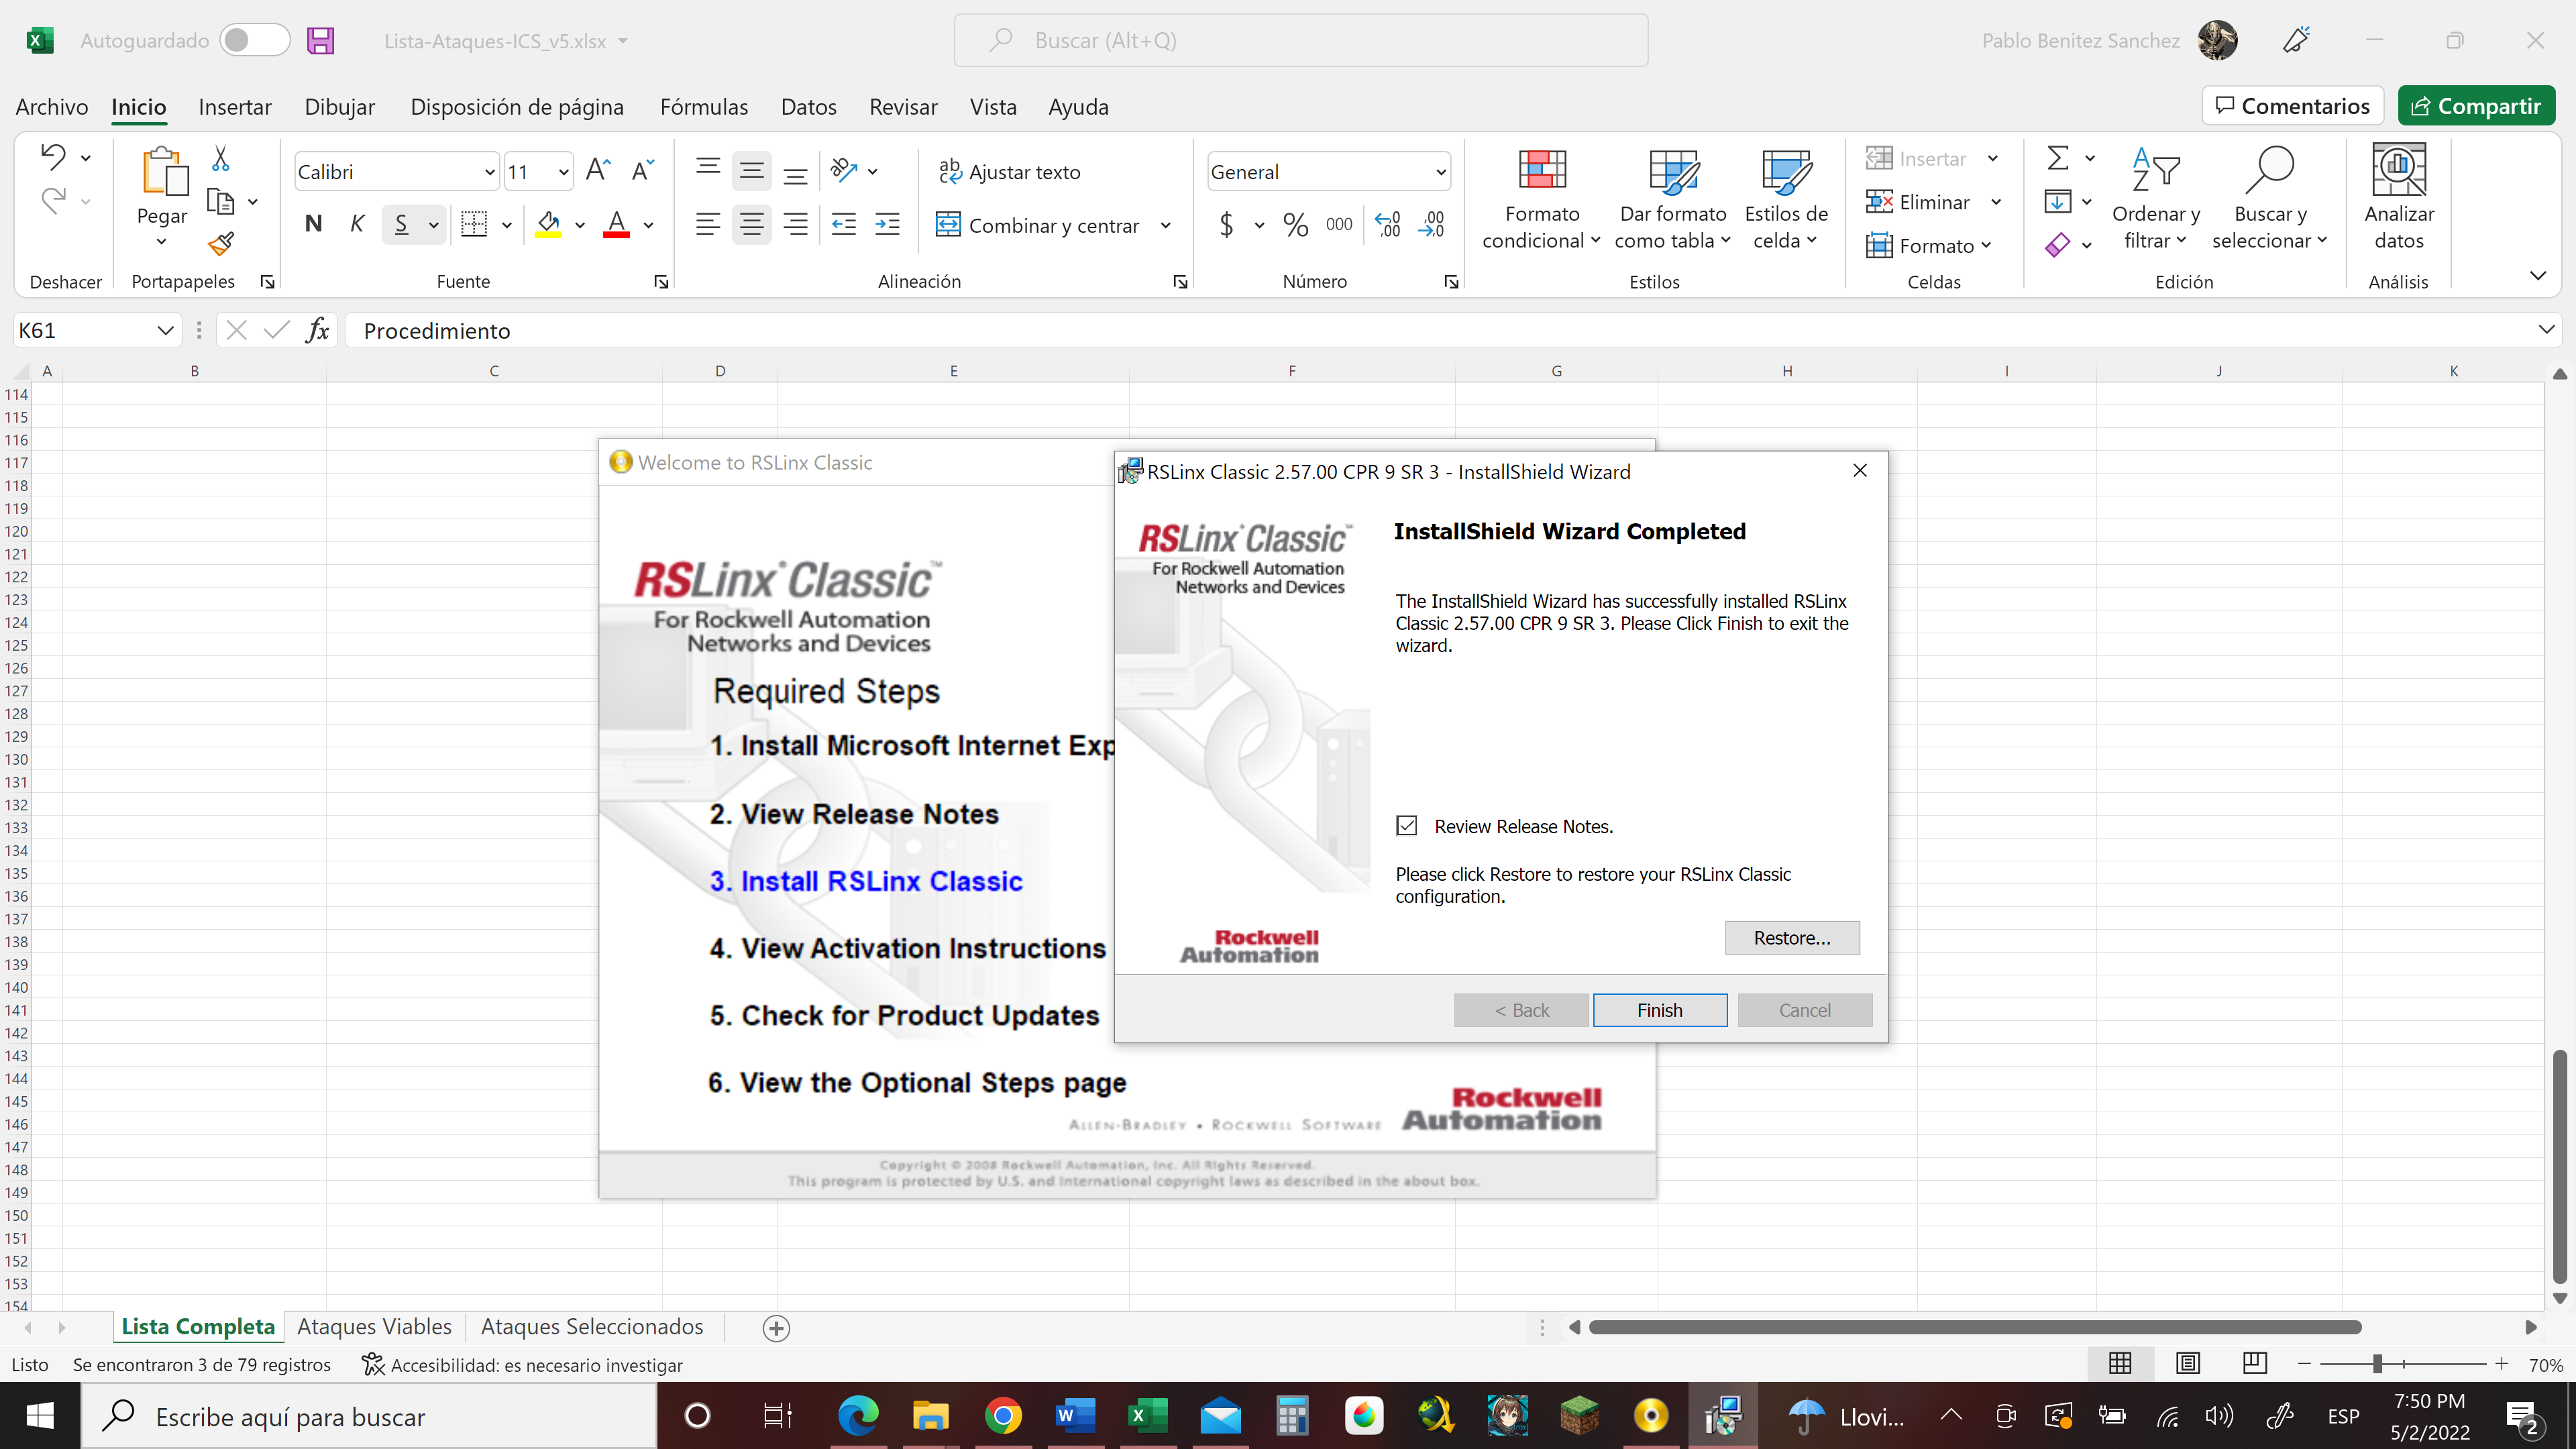 Autoguardado
Lista-Ataques-ICS_v5.xlsx
Buscar (Alt+Q)
Pablo Benitez Sanchez
Archivo Inicio Insertar Dibujar Disposición de página Fórmulas Datos Revisar Vista Ayuda
Comentarios
Compartir
Pegar
Calibri 11
N K S
ab Ajustar texto
Combinar y centrar
General
$ % 000
Formato condicional
Dar formato como tabla
Estilos de celda
Insertar
Eliminar
Formato
Ordenar y filtrar
Buscar y seleccionar
Analizar datos
Deshacer Portapapeles Fuente Alineación Número Estilos Celdas Edición Análisis
K61
fx
Procedimiento
A B C D E F G H I J K
114
115
116
117
118
119
120
121
122
123
124
125
126
127
128
129
130
131
132
133
134
135
136
137
138
139
140
141
142
143
144
145
146
147
148
149
150
151
152
153
154
Welcome to RSLinx Classic
RSLinx Classic™
For Rockwell Automation
Networks and Devices
Required Steps
1. Install Microsoft Internet Exp
2. View Release Notes
3. Install RSLinx Classic
4. View Activation Instructions
5. Check for Product Updates
6. View the Optional Steps page
ALLEN-BRADLEY • ROCKWELL SOFTWARE
Rockwell
Automation
Copyright © 2008 Rockwell Automation, Inc. All Rights Reserved.
This program is protected by U.S. and international copyright laws as described in the about box.
RSLinx Classic 2.57.00 CPR 9 SR 3 - InstallShield Wizard
RSLinx Classic™
For Rockwell Automation
Networks and Devices
Rockwell
Automation
InstallShield Wizard Completed
The InstallShield Wizard has successfully installed RSLinx
Classic 2.57.00 CPR 9 SR 3. Please Click Finish to exit the
wizard.
Review Release Notes.
Please click Restore to restore your RSLinx Classic
configuration.
Restore...
< Back Finish Cancel
Lista Completa Ataques Viables Ataques Seleccionados
Listo Se encontraron 3 de 79 registros Accesibilidad: es necesario investigar
70%
Escribe aquí para buscar
Llovi...
ESP
7:50 PM
5/2/2022
2